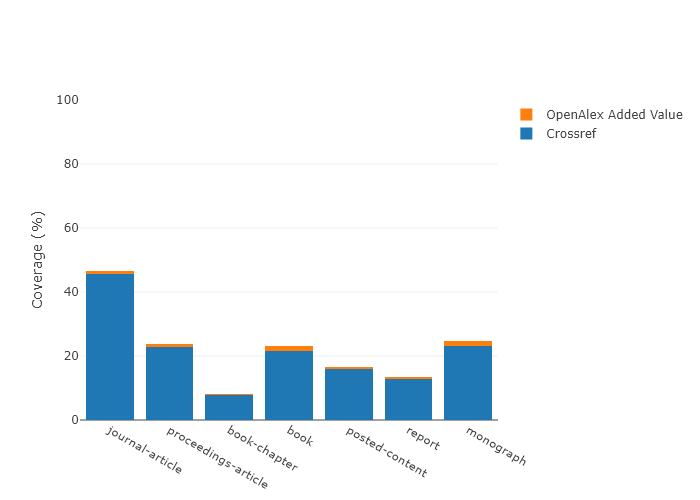 100
80
60
40
20
0
Coverage (%)
OpenAlex Added Value
Crossref
journal-article
proceedings-article
book-chapter
book
posted-content
report
monograph